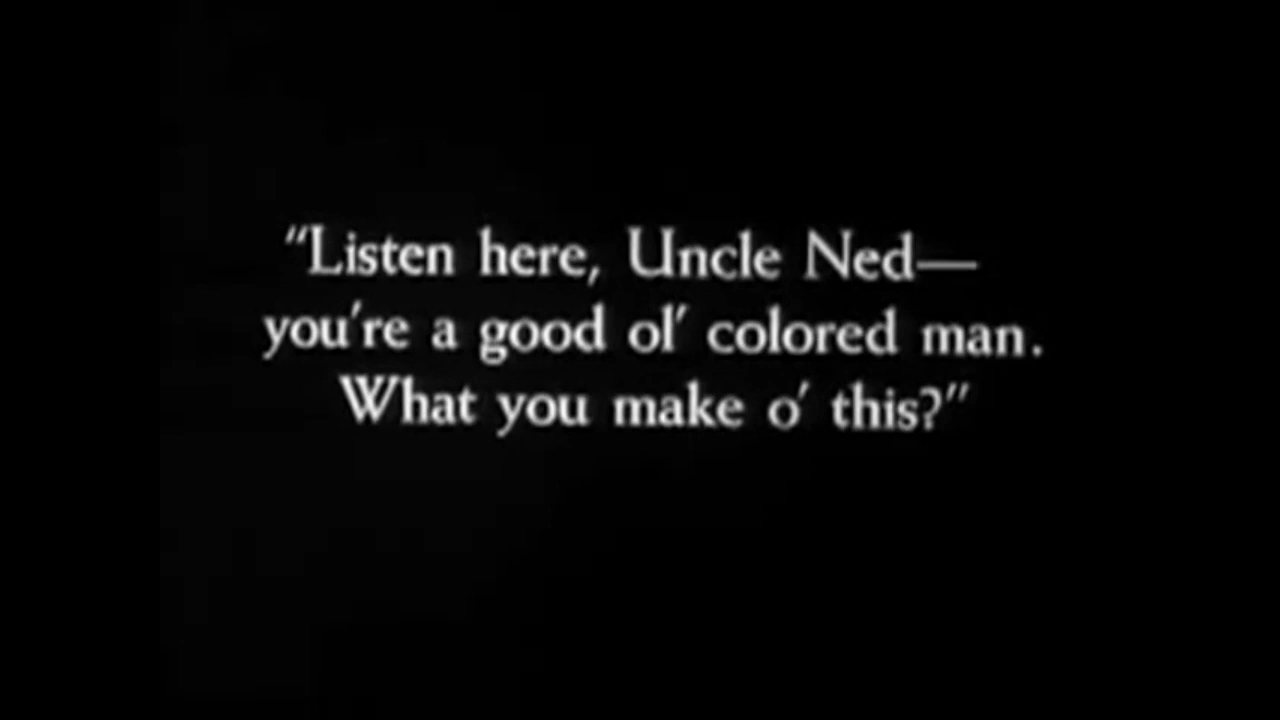 “Listen here, Uncle Ned—
you’re a good ol’ colored man.
What you make o’ this?”